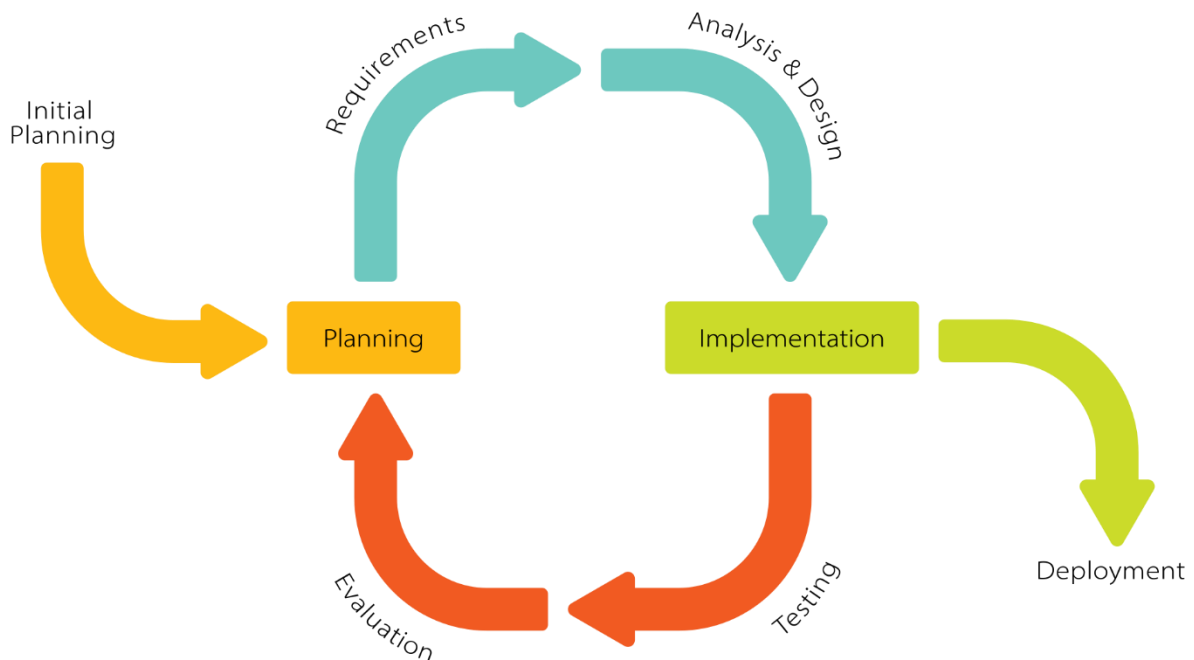 Initial
Planning
Requirements
Analysis & Design
Planning
Implementation
Evaluation
Testing
Deployment